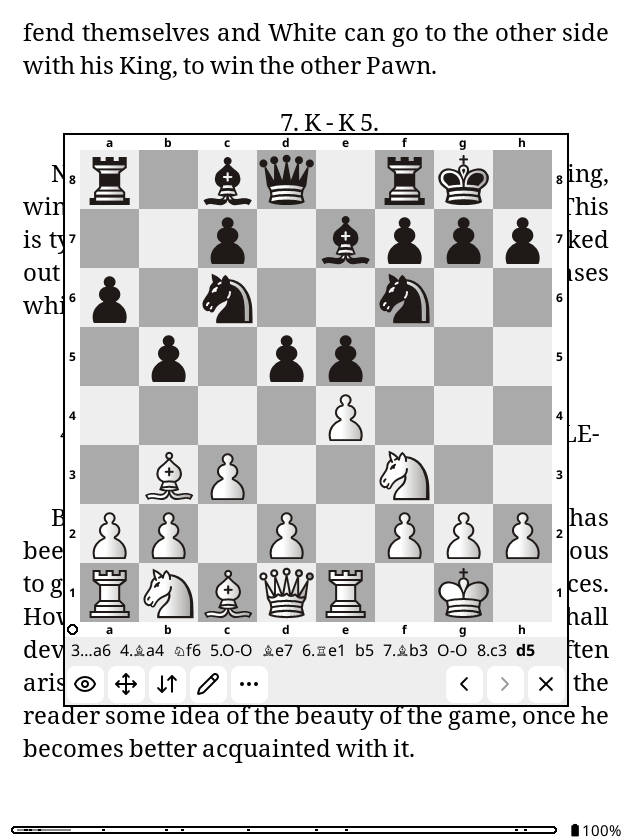 fend themselves and White can go to the other side
with his King, to win the other Pawn.
7. K - K 5.
a b c d e f g h
8 8
7 7
6 6
5 5
4 4
3 3
2 2
1 1
a b c d e f g h
3...a6 4.♗a4 ♘f6 5.O-O ♗e7 6.♖e1 b5 7.♗b3 O-O 8.c3 d5
reader some idea of the beauty of the game, once he
becomes better acquainted with it.
100%